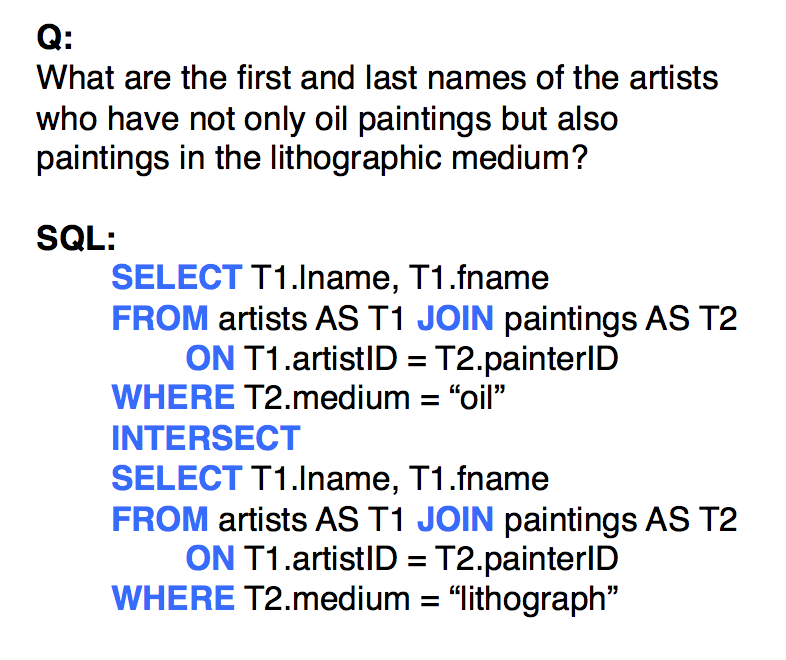 Q:
What are the first and last names of the artists
who have not only oil paintings but also
paintings in the lithographic medium?
SQL:
SELECT T1.lname, T1.fname
FROM artists AS T1 JOIN paintings AS T2
ON T1.artistID = T2.painterID
WHERE T2.medium = “oil”
INTERSECT
SELECT T1.lname, T1.fname
FROM artists AS T1 JOIN paintings AS T2
ON T1.artistID = T2.painterID
WHERE T2.medium = “lithograph”